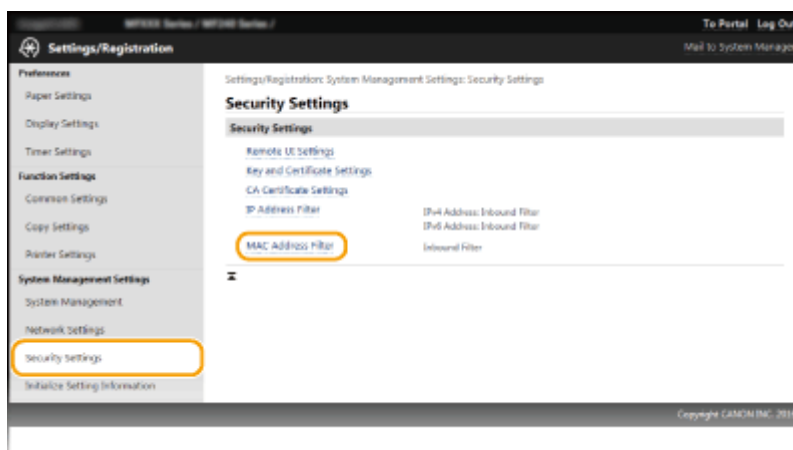 To Portal Log Ou
Settings/Registration
Mail to System Manage
Preferences
Paper Settings
Display Settings
Timer Settings
Function Settings
Common Settings
Copy Settings
Printer Settings
System Management Settings
System Management
Network Settings
Security Settings
Initialize Setting Information
Settings/Registration: System Management Settings: Security Settings
Security Settings
Security Settings
Remote UI Settings
Key and Certificate Settings
CA Certificate Settings
IP Address Filter
IPv4 Address: Inbound Filter
IPv6 Address: Inbound Filter
MAC Address Filter
Inbound Filter
Copyright CANON INC.